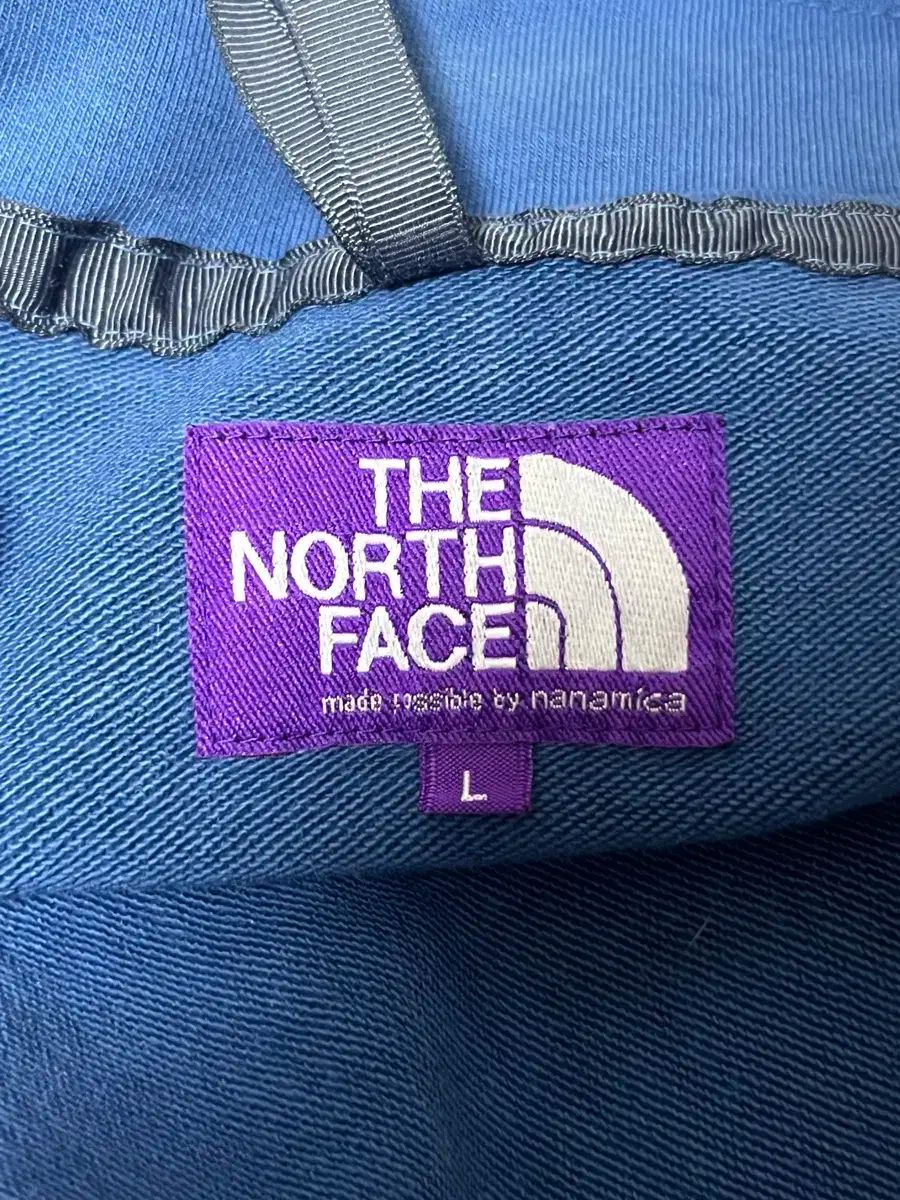 THE
NORTH
FACE
made possible by nanamica
L